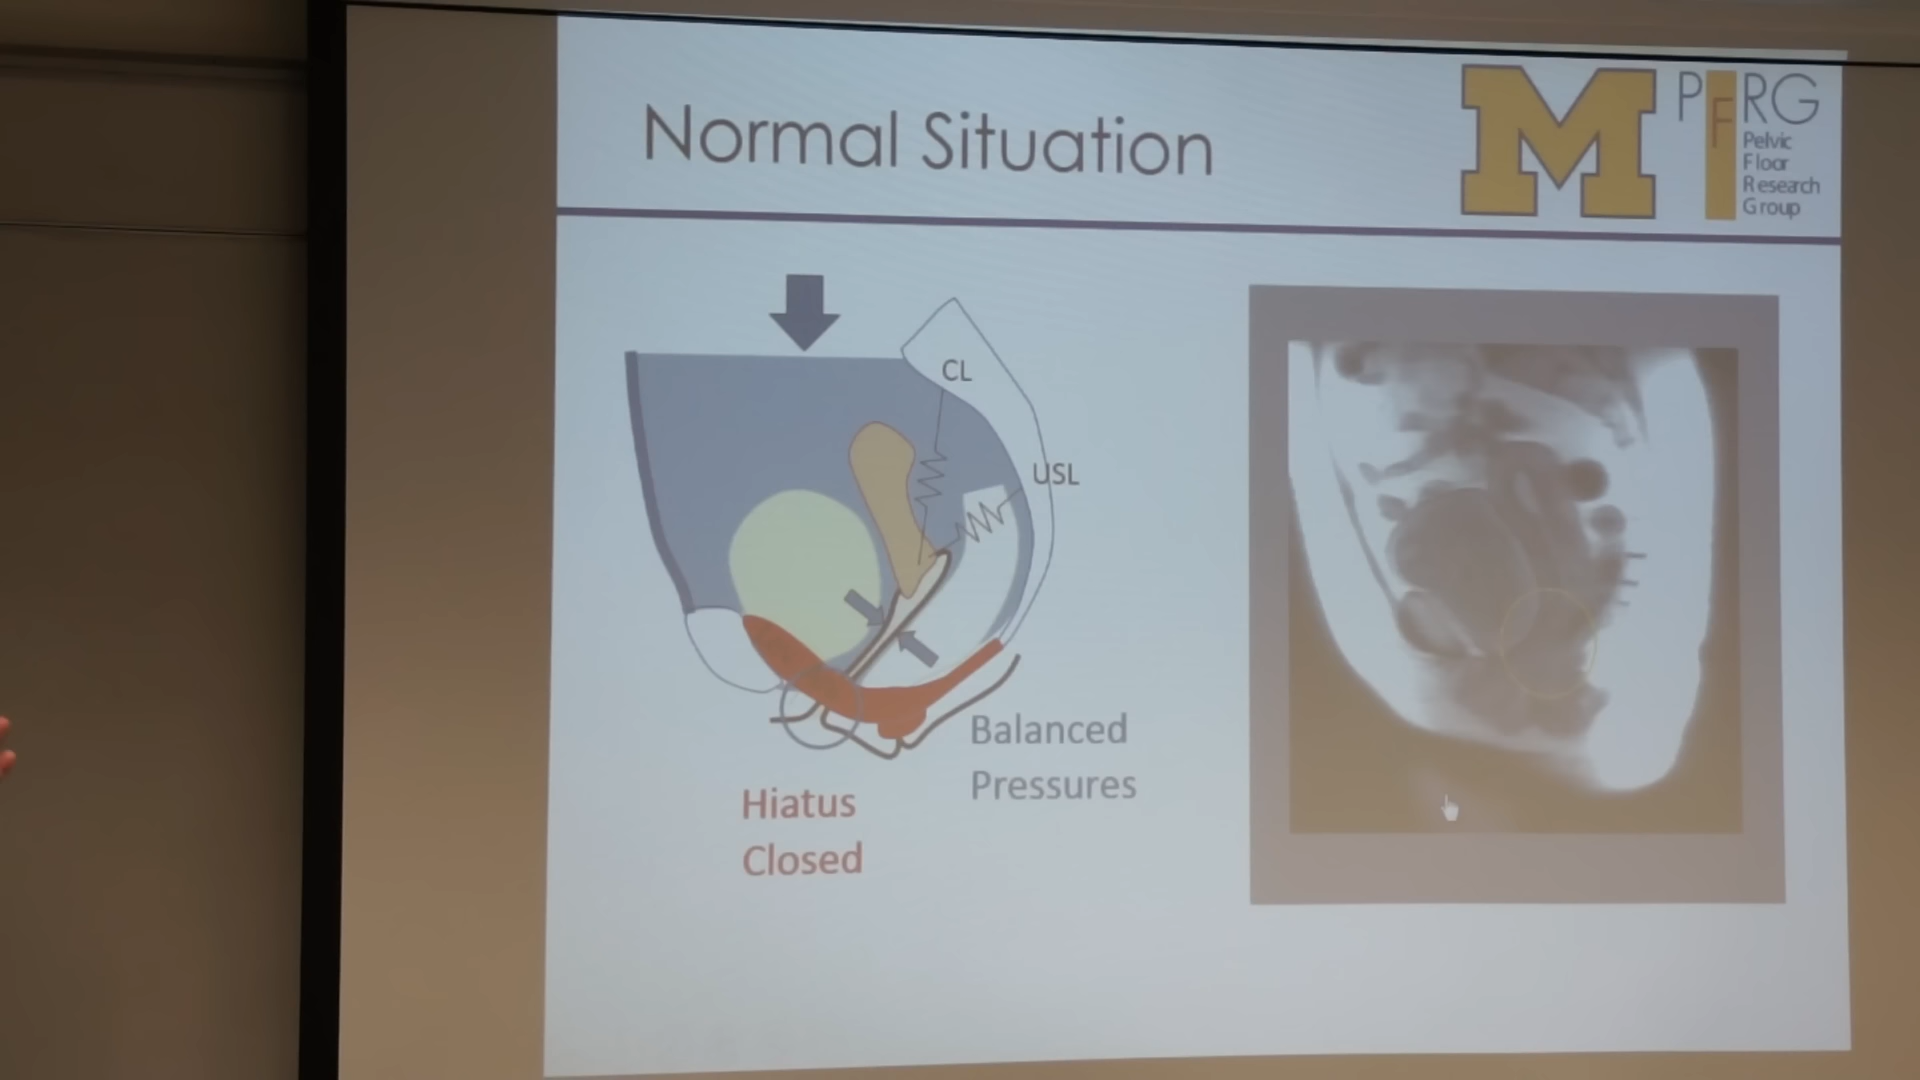 Normal Situation
M
PFRG
Pelvic
Floor
Research
Group
CL
USL
Balanced
Pressures
Hiatus
Closed